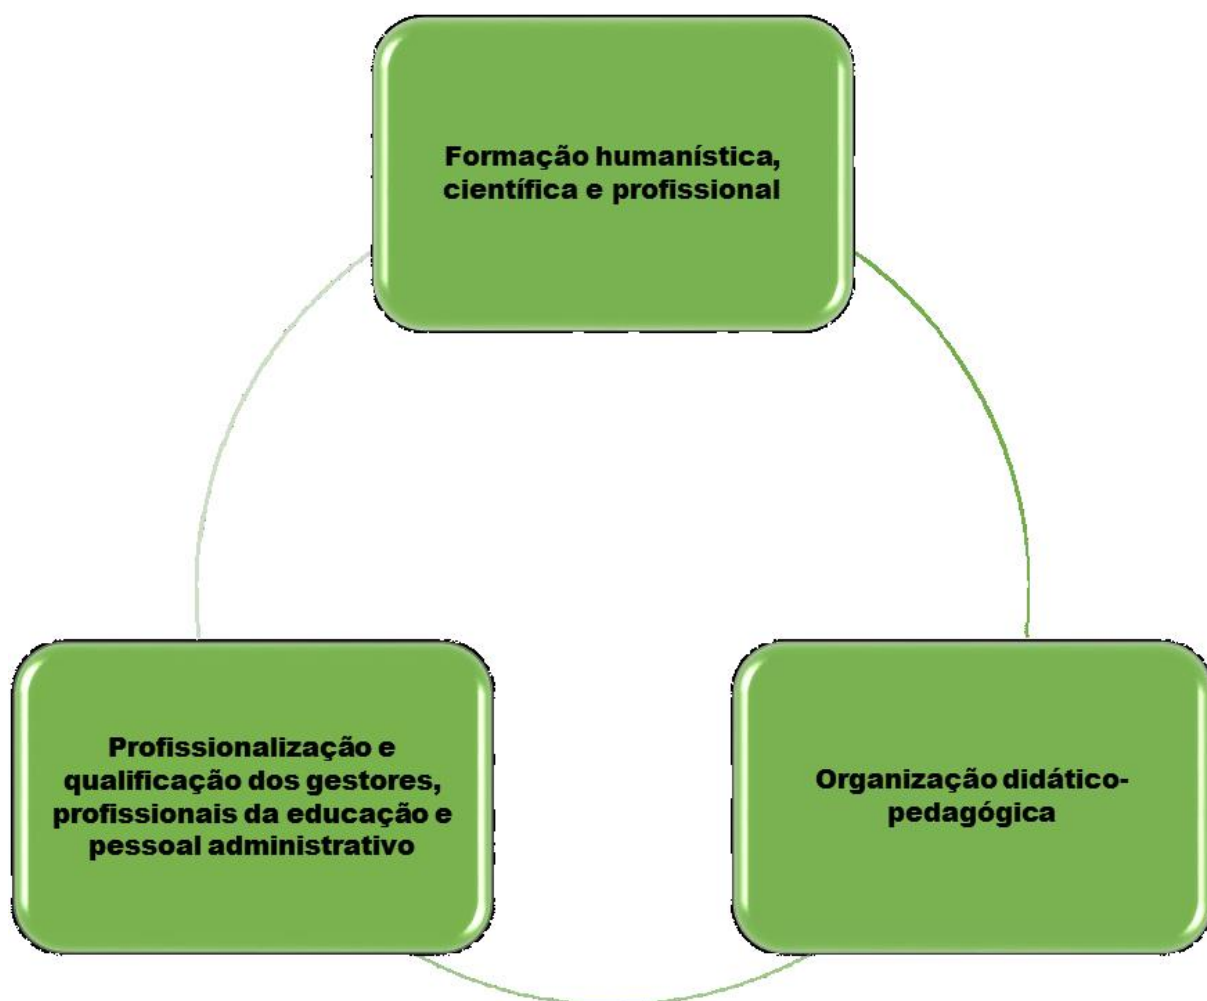 Formação humanística,
científica e profissional
Profissionalização e
qualificação dos gestores,
profissionais da educação e
pessoal administrativo
Organização didático-
pedagógica